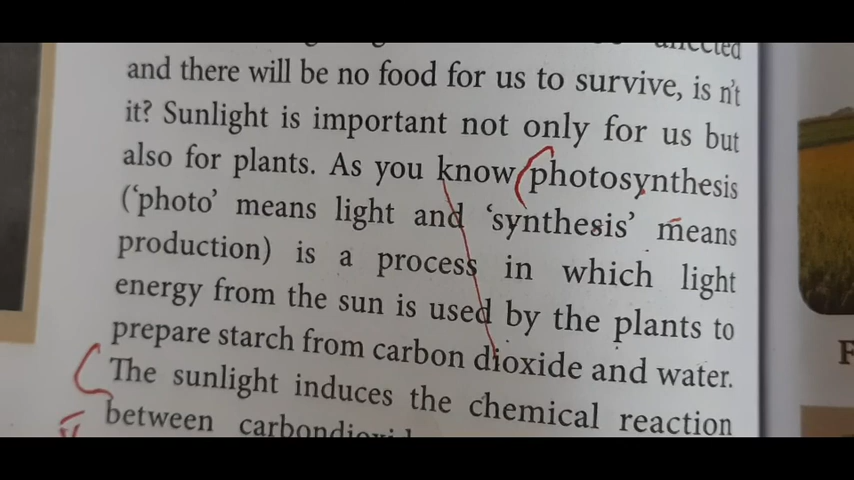 affected
and there will be no food for us to survive, is n't
it? Sunlight is important not only for us but
also for plants. As you know photosynthesis
('photo' means light and 'synthesis' means
production) is a process in which light
energy from the sun is used by the plants to
prepare starch from carbon dioxide and water.
The sunlight induces the chemical reaction
between
F